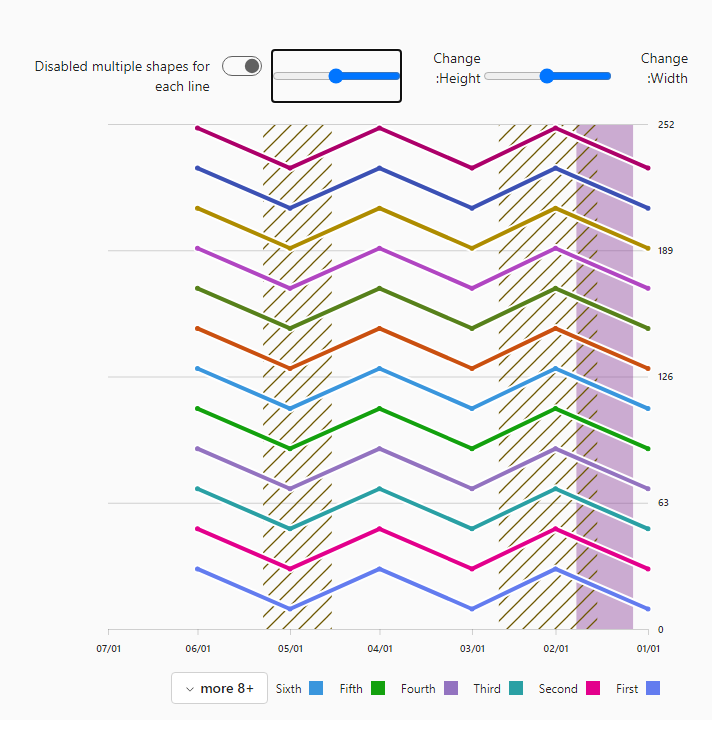 Disabled multiple shapes for
each line
Change
:Height
Change
:Width
252
189
126
63
0
07/01 06/01 05/01 04/01 03/01 02/01 01/01
more 8+ Sixth Fifth Fourth Third Second First